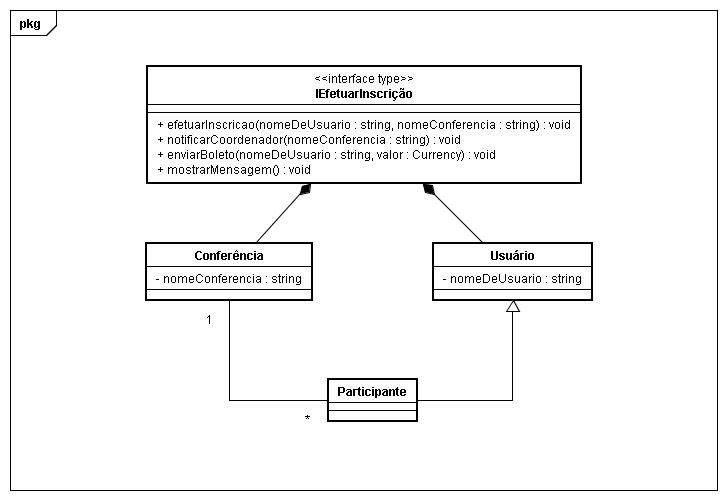 pkg
<<interface type>>
IEfetuarInscrição
+ efetuarInscricao(nomeDeUsuario : string, nomeConferencia : string) : void
+ notificarCoordenador(nomeConferencia : string) : void
+ enviarBoleto(nomeDeUsuario : string, valor : Currency) : void
+ mostrarMensagem() : void
Conferência
- nomeConferencia : string
Usuário
- nomeDeUsuario : string
1
Participante
*